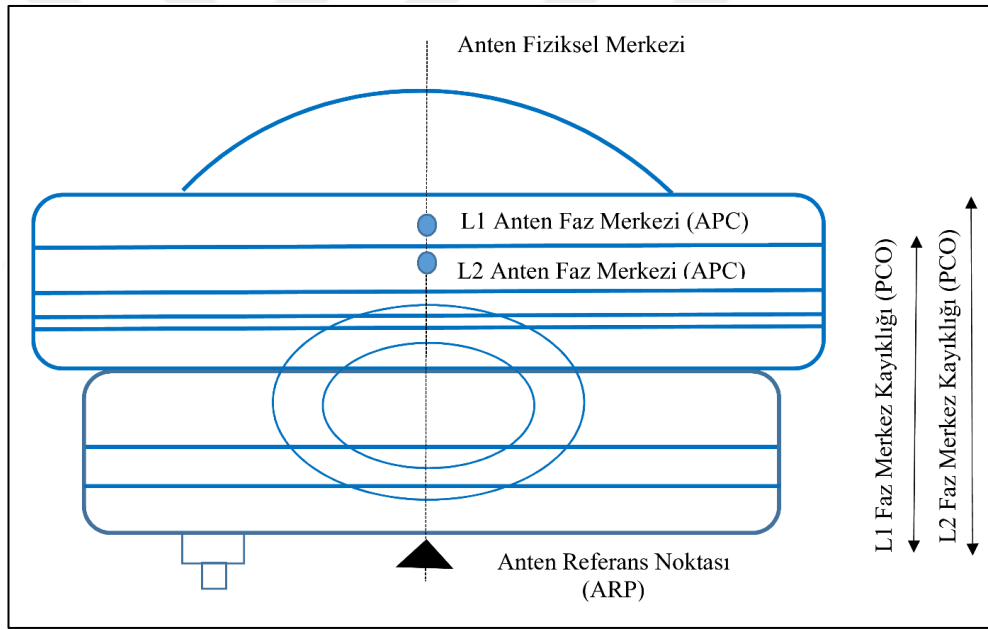 Anten Fiziksel Merkezi
L1 Anten Faz Merkezi (APC)
L2 Anten Faz Merkezi (APC)
Anten Referans Noktası
(ARP)
L1 Faz Merkez Kayıklığı (PCO)
L2 Faz Merkez Kayıklığı (PCO)